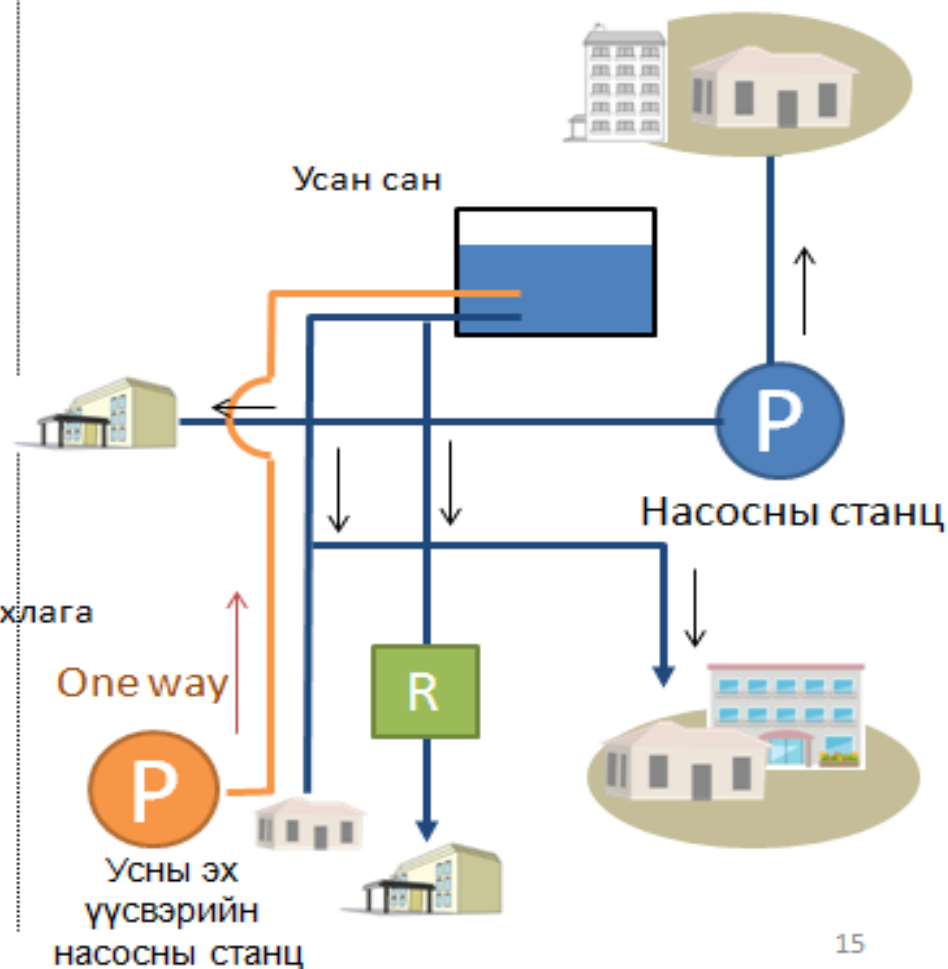 Усан сан
P
Насосны станц
хлага
One way
R
P
Усны эх
үүсвэрийн
насосны станц
15